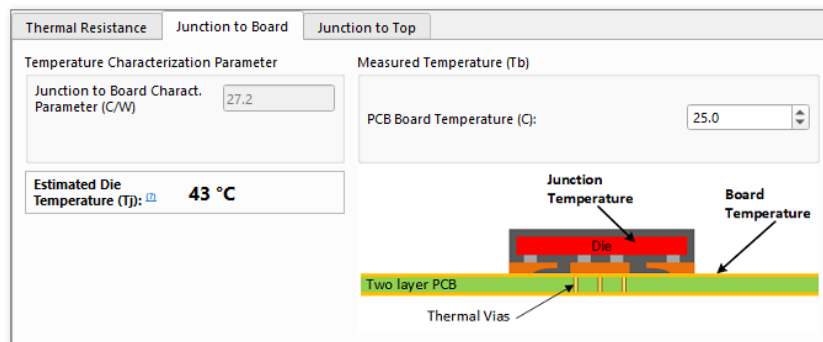 Thermal Resistance
Junction to Board
Junction to Top
Temperature Characterization Parameter
Junction to Board Charact.
Parameter (C/W)
27.2
Estimated Die
Temperature (Tj): (?)
43 °C
Measured Temperature (Tb)
PCB Board Temperature (C):
25.0
Junction
Temperature
Board
Temperature
Die
Two layer PCB
Thermal Vias